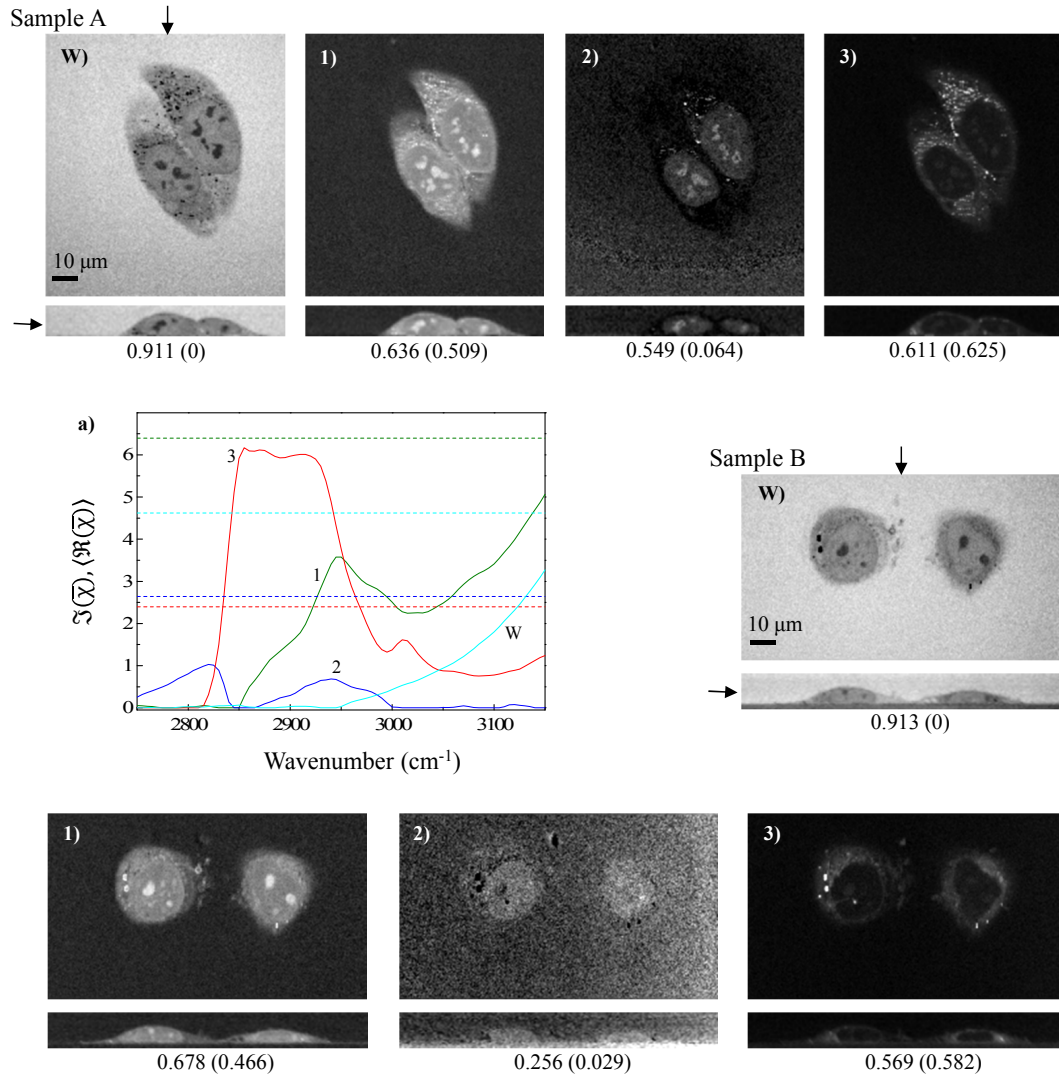 Sample A
W)
1)
2)
3)
10 μm
0.911 (0)
0.636 (0.509)
0.549 (0.064)
0.611 (0.625)
a)
6
5
4
3
2
1
0
3
1
2
W
2800
2900
3000
3100
Wavenumber (cm⁻¹)
ℑ(χ̄), ⟨ℜ(χ̄)⟩
Sample B
W)
10 μm
0.913 (0)
1)
2)
3)
0.678 (0.466)
0.256 (0.029)
0.569 (0.582)